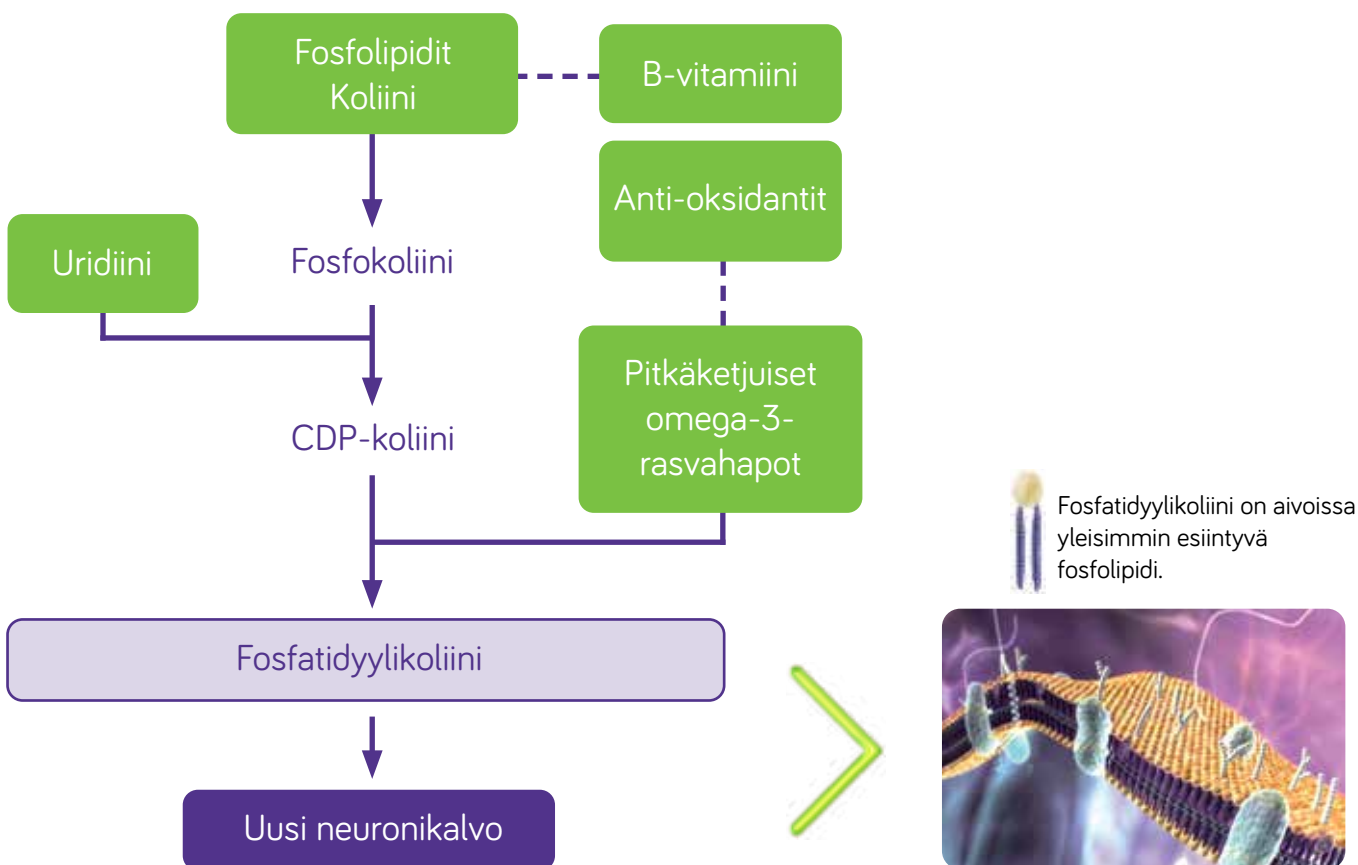 Fosfolipidit
Koliini
B-vitamiini
Anti-oksidantit
Uridiini
Fosfokoliini
Pitkäketjuiset
omega-3-
rasvahapot
CDP-koliini
Fosfatidyylikoliini on aivoissa
yleisimmin esiintyvä
fosfolipidi.
Fosfatidyylikoliini
Uusi neuronikalvo